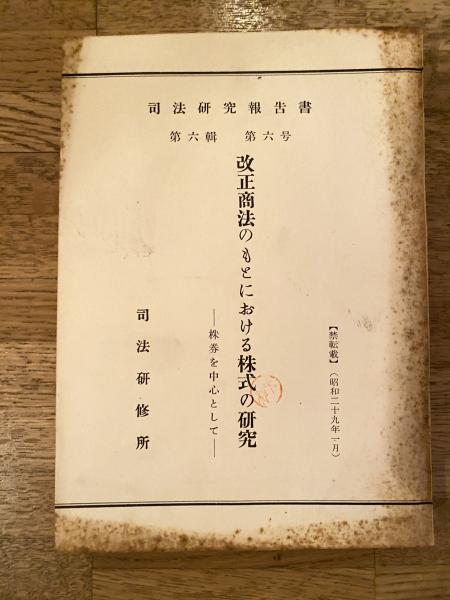 司法研究報告書
第六輯 第六号
【禁転載】(昭和二十九年一月)
改正商法のもとにおける株式の研究
―株券を中心として―
司法研修所